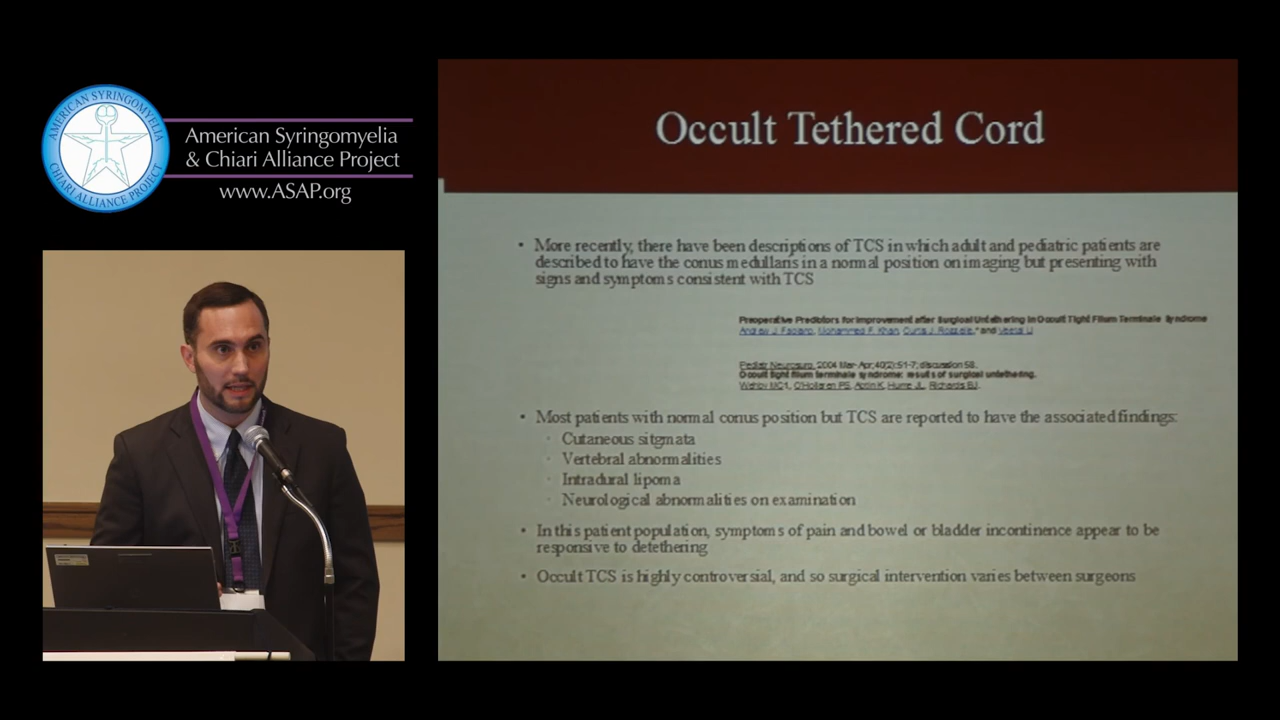 AMERICAN SYRINGOMYELIA
CHIARI ALLIANCE PROJECT
American Syringomyelia
& Chiari Alliance Project
www.ASAP.org
Occult Tethered Cord
• More recently, there have been descriptions of TCS in which adult and pediatric patients are
described to have the conus medullaris in a normal position on imaging but presenting with
signs and symptoms consistent with TCS
Preoperative Predictors for Improvement after Surgical Untethering in Occult Tight Filum Terminale Syndrome
Andrew J. Fabiano, Mohammed F. Khan, Curtis J. Rozzelle,* and Veetai Li
Pediatr Neurosurg. 2004 Mar-Apr;40(2):51-7; discussion 58.
Occult tight filum terminale syndrome: results of surgical untethering.
Wehby MC1, O'Hollaren PS, Abtin K, Hume JL, Richards BJ.
• Most patients with normal conus position but TCS are reported to have the associated findings:
• Cutaneous sitgmata
• Vertebral abnormalities
• Intradural lipoma
• Neurological abnormalities on examination
• In this patient population, symptoms of pain and bowel or bladder incontinence appear to be
responsive to detethering
• Occult TCS is highly controversial, and so surgical intervention varies between surgeons